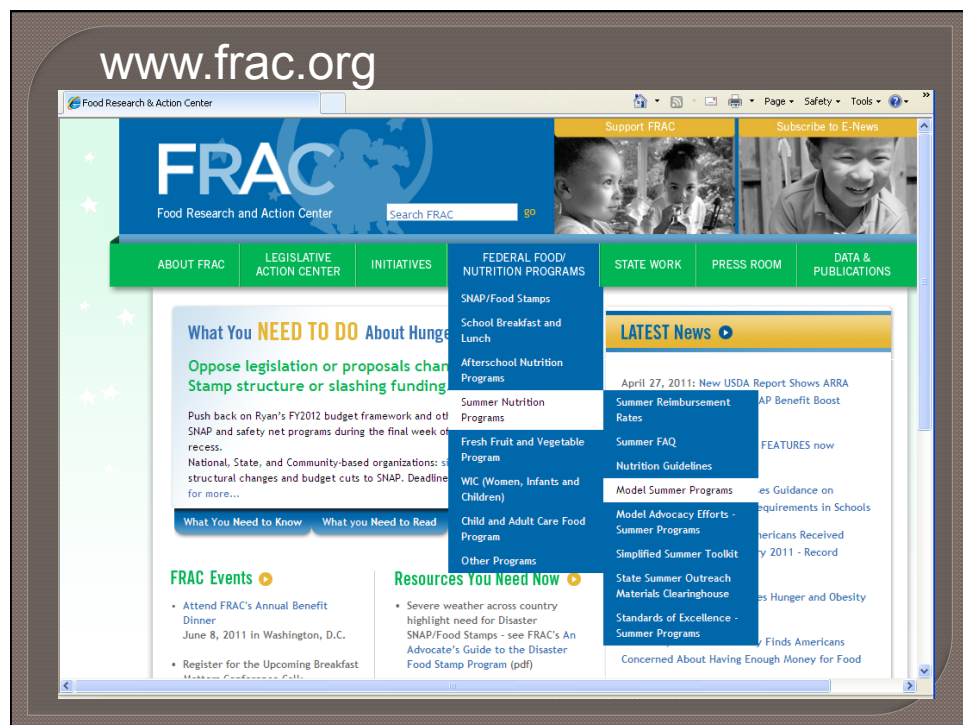 www.frac.org
Food Research & Action Center
Page
Safety
Tools
»
Support FRAC
Subscribe to E-News
FRAC
Food Research and Action Center
Search FRAC
go
ABOUT FRAC
LEGISLATIVE
ACTION CENTER
INITIATIVES
FEDERAL FOOD/
NUTRITION PROGRAMS
STATE WORK
PRESS ROOM
DATA &
PUBLICATIONS
What You NEED TO DO About Hunge
Oppose legislation or proposals chan
Stamp structure or slashing funding
Push back on Ryan's FY2012 budget framework and oth
SNAP and safety net programs during the final week of
recess.
National, State, and Community-based organizations: si
structural changes and budget cuts to SNAP. Deadline
for more...
What You Need to Know
What you Need to Read
SNAP/Food Stamps
School Breakfast and
Lunch
Afterschool Nutrition
Programs
Summer Nutrition
Programs
Fresh Fruit and Vegetable
Program
WIC (Women, Infants and
Children)
Child and Adult Care Food
Program
Other Programs
Summer Reimbursement
Rates
Summer FAQ
Nutrition Guidelines
Model Summer Programs
Model Advocacy Efforts -
Summer Programs
Simplified Summer Toolkit
State Summer Outreach
Materials Clearinghouse
Standards of Excellence -
Summer Programs
LATEST News
April 27, 2011: New USDA Report Shows ARRA
AP Benefit Boost
FEATURES now
es Guidance on
equirements in Schools
ericans Received
ry 2011 - Record
es Hunger and Obesity
y Finds Americans
Concerned About Having Enough Money for Food
FRAC Events
• Attend FRAC's Annual Benefit
Dinner
June 8, 2011 in Washington, D.C.
• Register for the Upcoming Breakfast
Resources You Need Now
• Severe weather across country
highlight need for Disaster
SNAP/Food Stamps - see FRAC's An
Advocate's Guide to the Disaster
Food Stamp Program (pdf)